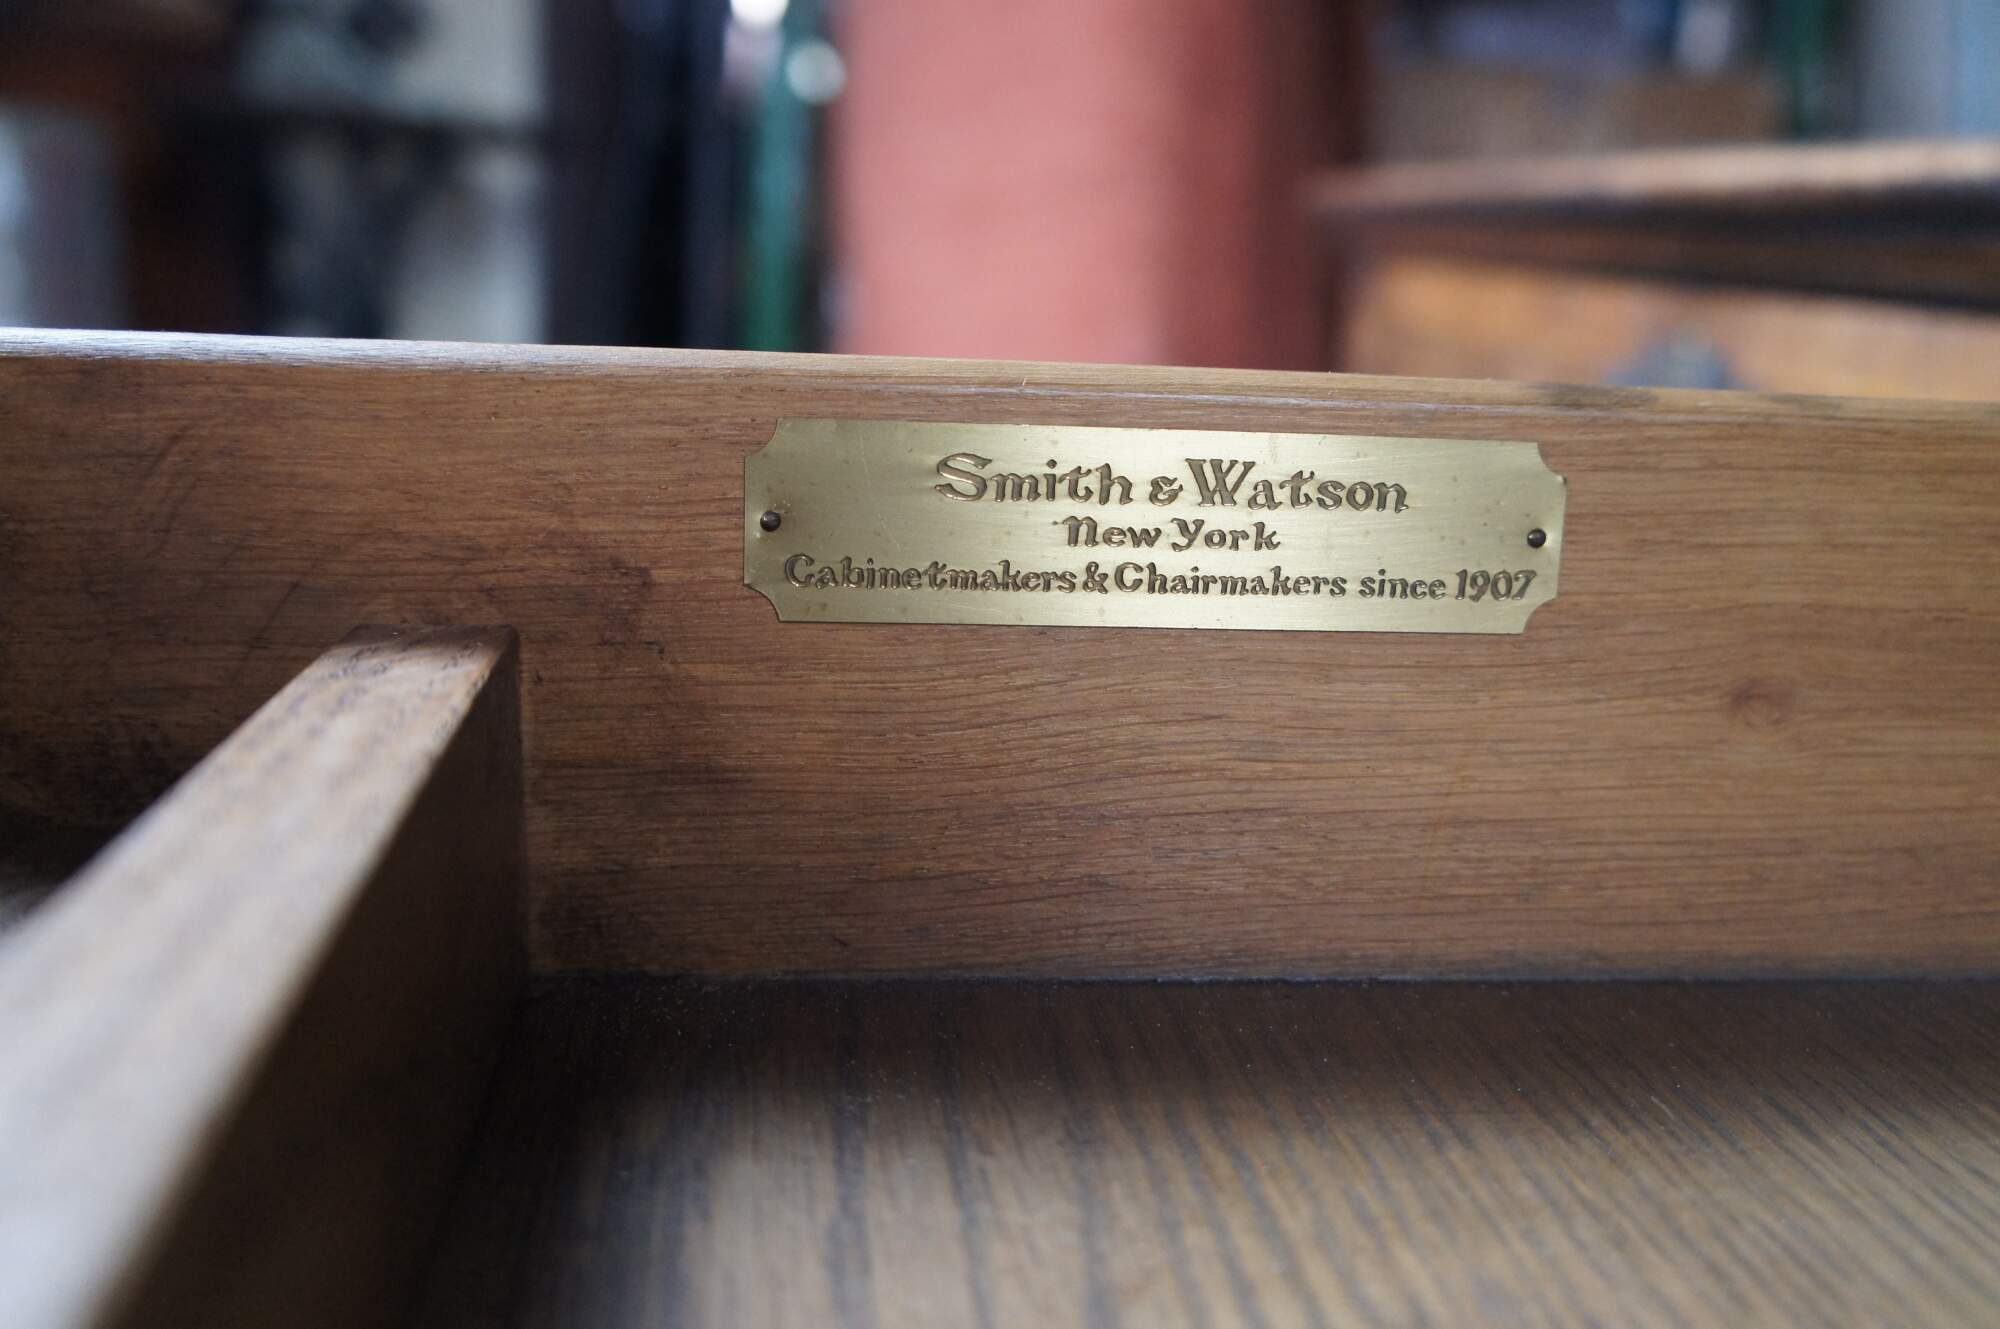 Smith & Watson
New York
Cabinetmakers & Chairmakers since 1907